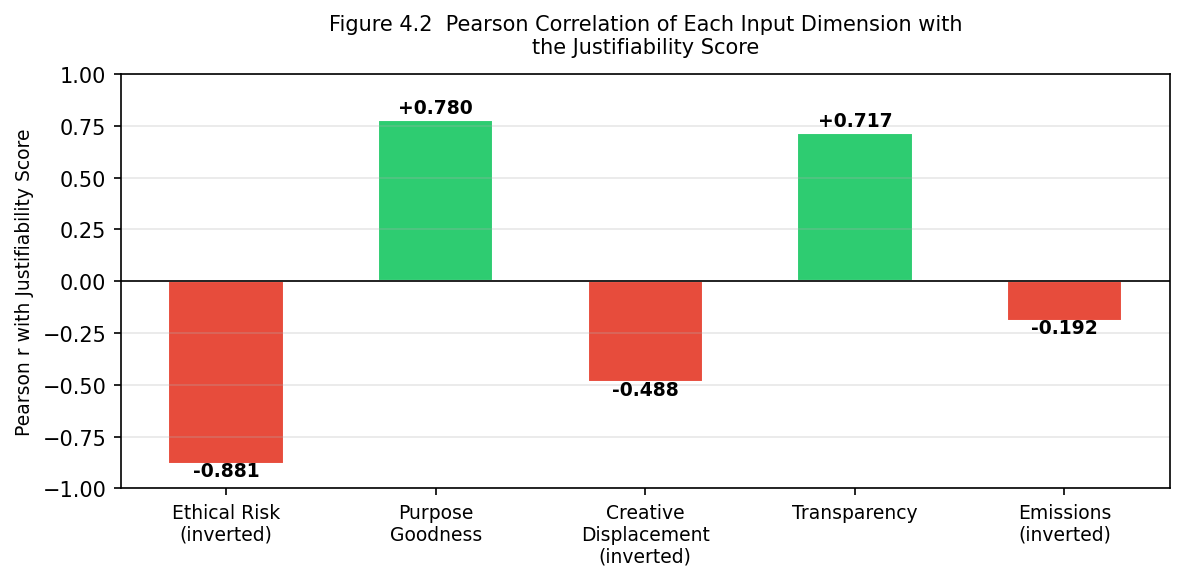 Figure 4.2  Pearson Correlation of Each Input Dimension with
the Justifiability Score
Pearson r with Justifiability Score
1.00
0.75
0.50
0.25
0.00
−0.25
−0.50
−0.75
−1.00
-0.881
+0.780
-0.488
+0.717
-0.192
Ethical Risk
(inverted)
Purpose
Goodness
Creative
Displacement
(inverted)
Transparency
Emissions
(inverted)